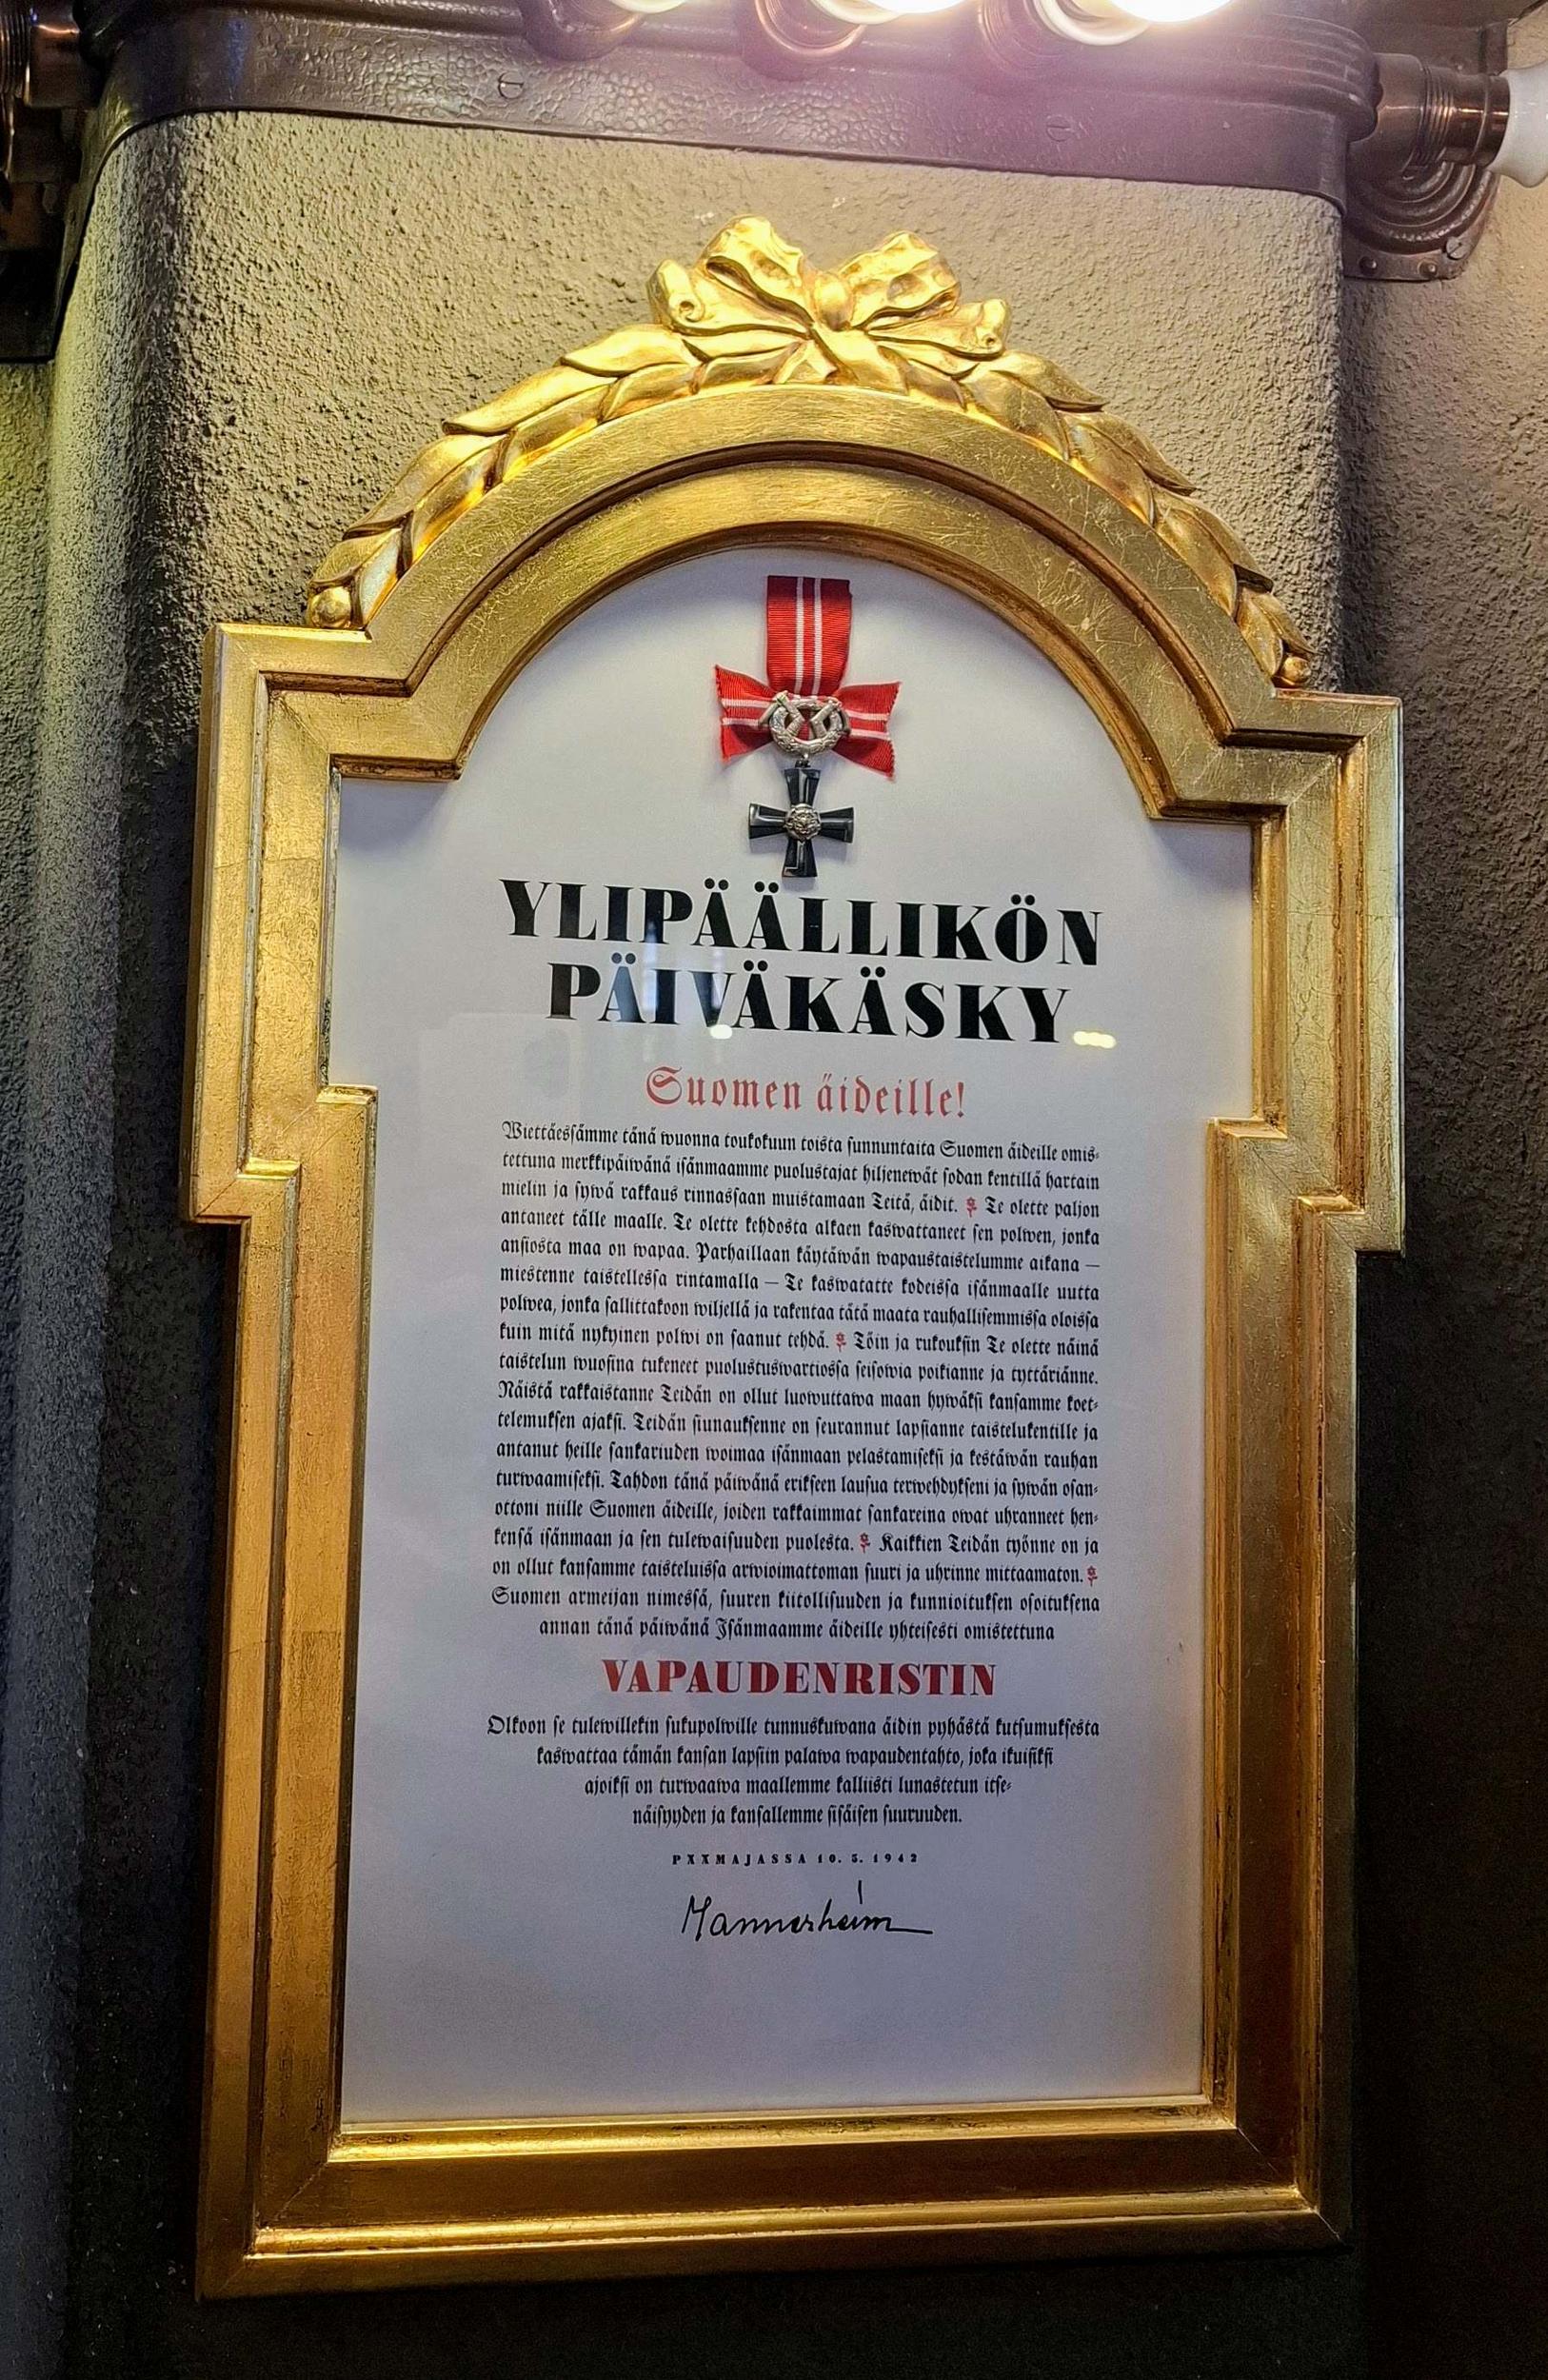 YLIPÄÄLLIKÖN
PÄIVÄKÄSKY
Suomen äideille!
Wiettäessämme tänä wuonna toukokuun toista sunnuntaita Suomen äideille omis-
tettuna merkkipäiwänä isänmaamme puolustajat hiljenewät sodan kentillä hartain
mielin ja sywä rakkaus rinnassaan muistamaan Teitä, äidit. Te olette paljon
antaneet tälle maalle. Te olette kehdosta alkaen kaswattaneet sen polwen, jonka
ansiosta maa on wapaa. Parhaillaan käytäwän wapaustaistelumme aikana —
miestenne taistellessa rintamalla — Te kaswatatte kodeissa isänmaalle uutta
polwea, jonka sallittakoon wiljellä ja rakentaa tätä maata rauhallisemmissa oloissa
kuin mitä nykyinen polwi on saanut tehdä. Töin ja rukouksin Te olette näinä
taistelun wuosina tukeneet puolustuswartiossa seisowia poikianne ja tyttäriänne.
Näistä rakkaistanne Teidän on ollut luowuttawa maan hywäksi kansamme koet-
telemuksen ajaksi. Teidän siunauksenne on seurannut lapsianne taistelukentille ja
antanut heille sankariuden woimaa isänmaan pelastamiseksi ja kestäwän rauhan
turwaamiseksi. Tahdon tänä päiwänä erikseen lausua terwehdykseni ja sywän osan-
ottoni niille Suomen äideille, joiden rakkaimmat sankareina owat uhranneet hen-
kensä isänmaan ja sen tulewaisuuden puolesta. Kaikkien Teidän työnne on ja
on ollut kansamme taisteluissa arwioimattoman suuri ja uhrinne mittaamaton.
Suomen armeijan nimessä, suuren kiitollisuuden ja kunnioituksen osoituksena
annan tänä päiwänä Isänmaamme äideille yhteisesti omistettuna
VAPAUDENRISTIN
Olkoon se tulewillekin sukupolwille tunnuskuwana äidin pyhästä kutsumuksesta
kaswattaa tämän kansan lapsiin palawa wapaudentahto, joka ikuisiksi
ajoiksi on turwaawa maallemme kalliisti lunastetun itse-
näisyyden ja kansallemme sisäisen suuruuden.
PXXMAJASSA 10. 5. 1942
Mannerheim